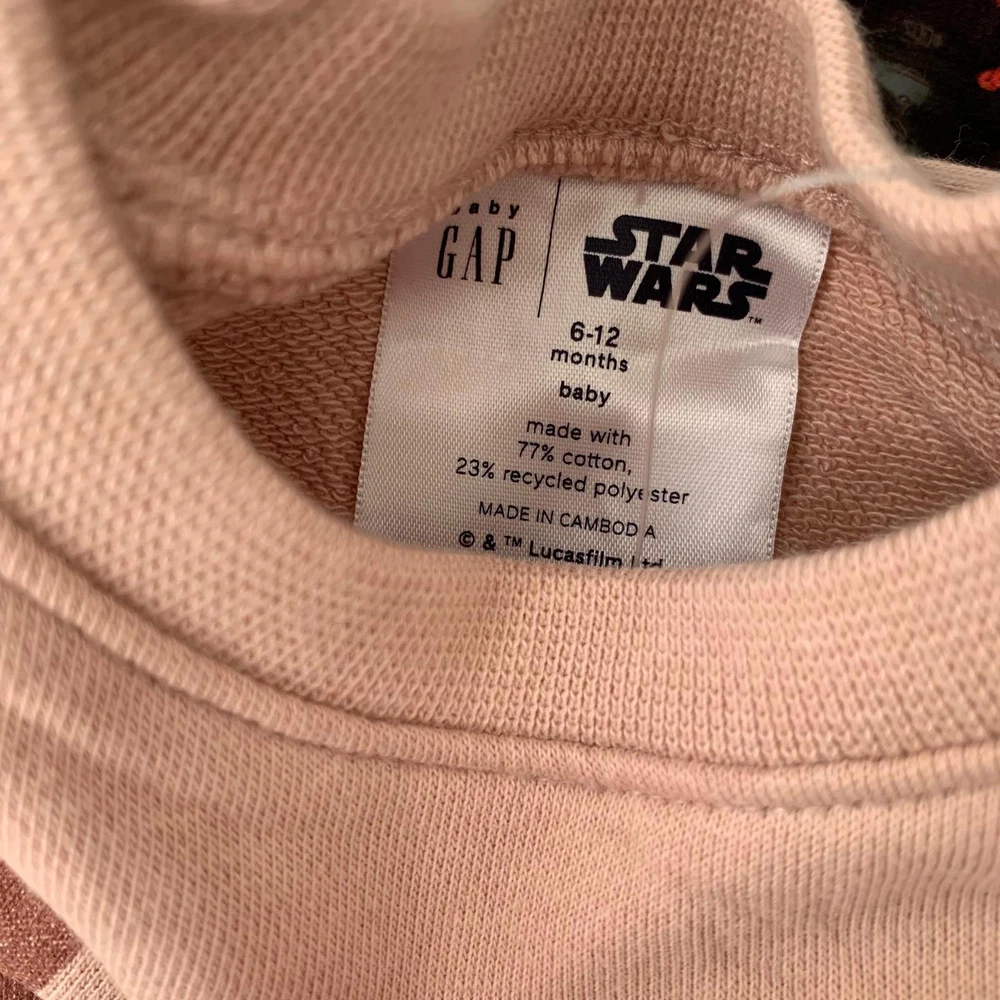 baby
GAP
STAR
WARS™
6-12
months
baby
made with
77% cotton,
23% recycled polyester
MADE IN CAMBODIA
© & ™ Lucasfilm Ltd